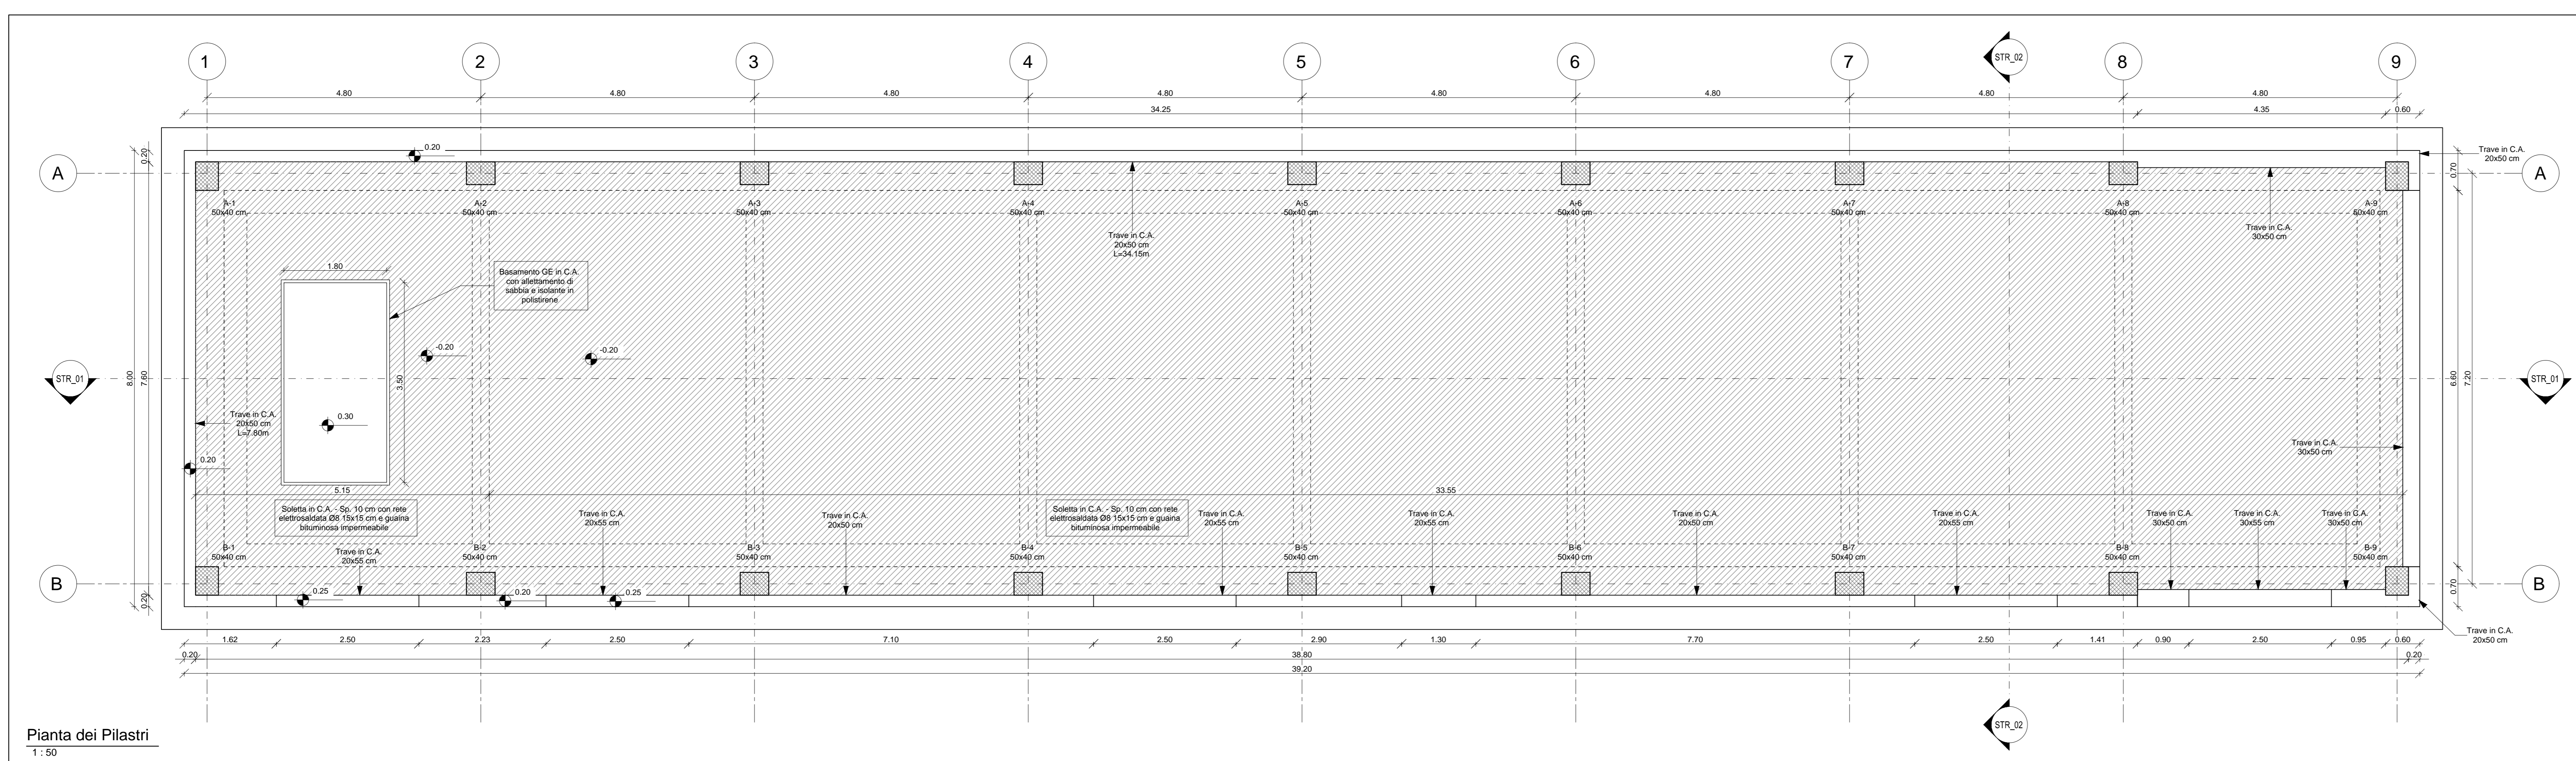 1
2
3
4
5
6
7
STR_02
8
9
4.80
4.80
4.80
4.80
4.80
4.80
4.80
4.80
34.25
4.35
0.60
0.20
0.20
A
A
Trave in C.A.
20x50 cm
0.70
A-1
50x40 cm
A-2
50x40 cm
A-3
50x40 cm
A-4
50x40 cm
A-5
50x40 cm
A-6
50x40 cm
A-7
50x40 cm
A-8
50x40 cm
A-9
50x40 cm
Trave in C.A.
20x50 cm
L=34.15m
Trave in C.A.
30x50 cm
1.80
Basamento GE in C.A.
con allettamento di
sabbia e isolante in
polistirene
-0.20
-0.20
3.50
0.30
STR_01
8.00
7.60
6.60
7.20
STR_01
Trave in C.A.
20x50 cm
L=7.80m
0.20
Trave in C.A.
30x50 cm
5.15
33.55
Soletta in C.A. - Sp. 10 cm con rete
elettrosaldata Ø8 15x15 cm e guaina
bituminosa impermeabile
Trave in C.A.
20x55 cm
Trave in C.A.
20x50 cm
Soletta in C.A. - Sp. 10 cm con rete
elettrosaldata Ø8 15x15 cm e guaina
bituminosa impermeabile
Trave in C.A.
20x55 cm
Trave in C.A.
20x55 cm
Trave in C.A.
20x50 cm
Trave in C.A.
20x55 cm
Trave in C.A.
30x50 cm
Trave in C.A.
30x55 cm
Trave in C.A.
30x50 cm
B-1
50x40 cm
Trave in C.A.
20x55 cm
B-2
50x40 cm
B-3
50x40 cm
B-4
50x40 cm
B-5
50x40 cm
B-6
50x40 cm
B-7
50x40 cm
B-8
50x40 cm
B-9
50x40 cm
B
B
0.20
0.25
0.20
0.25
0.70
Trave in C.A.
20x50 cm
1.62
2.50
2.23
2.50
7.10
2.50
2.90
1.30
7.70
2.50
1.41
0.90
2.50
0.95
0.60
0.20
38.80
0.20
39.20
STR_02
Pianta dei Pilastri
1 : 50